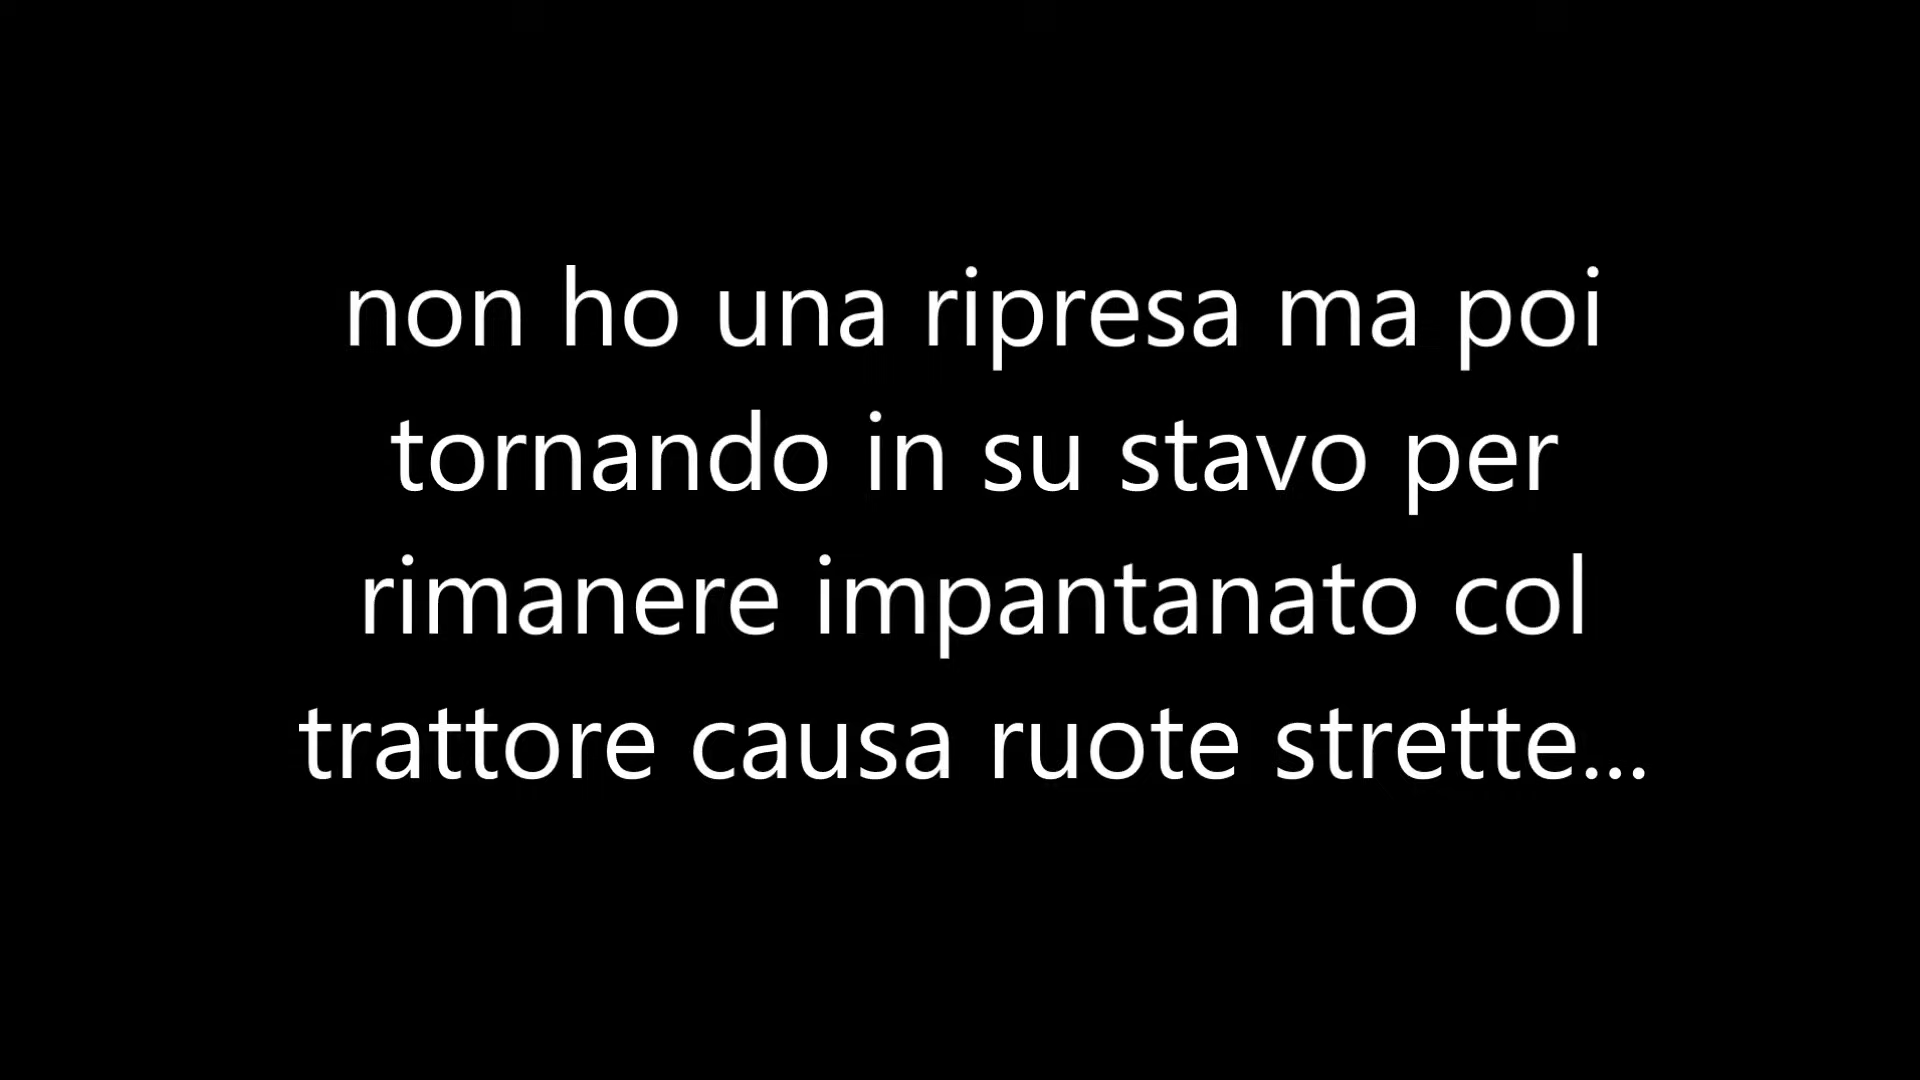 non ho una ripresa ma poi
tornando in su stavo per
rimanere impantanato col
trattore causa ruote strette...